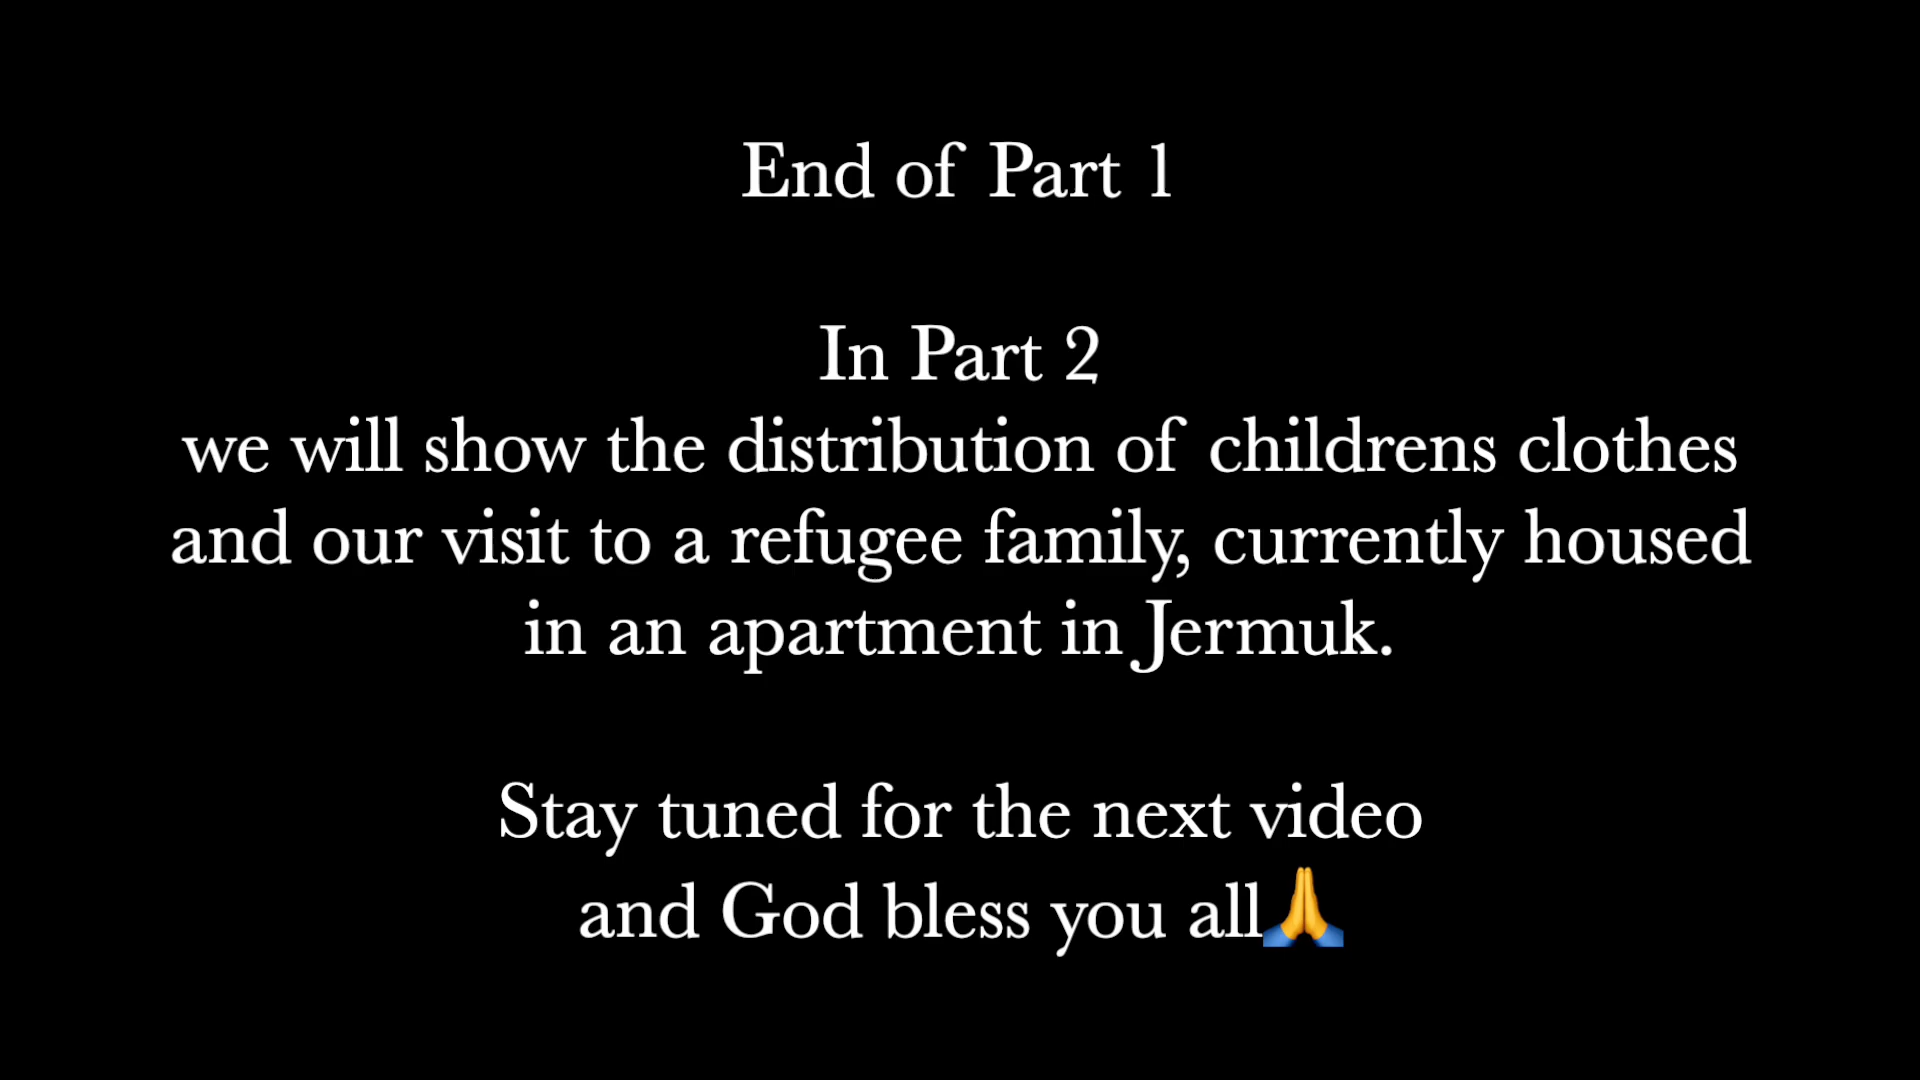 End of Part 1
In Part 2
we will show the distribution of childrens clothes
and our visit to a refugee family, currently housed
in an apartment in Jermuk.
Stay tuned for the next video
and God bless you all🙏